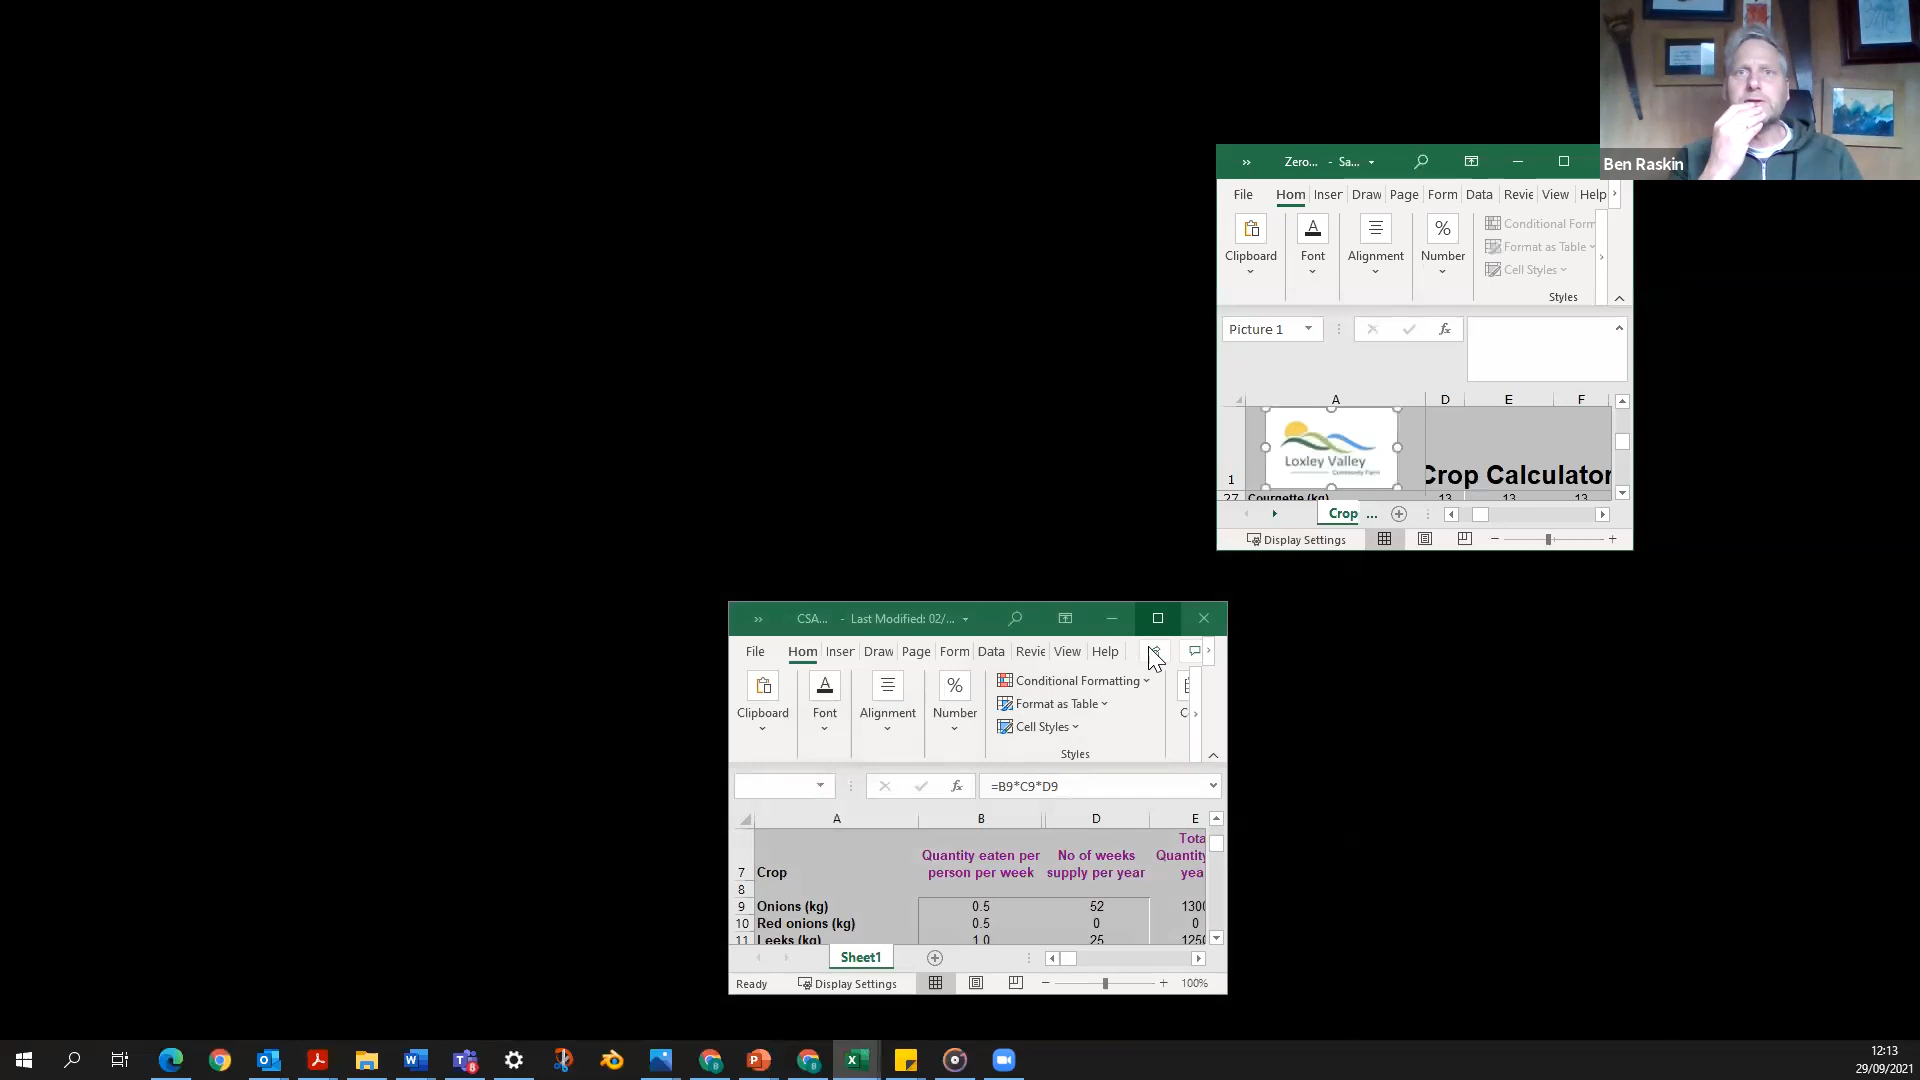 Ben Raskin
Zero... - Sa...
File Hom Inser Draw Page Form Data Revie View Help
Clipboard Font Alignment Number
Conditional Form
Format as Table
Cell Styles
Styles
Picture 1 fx
A D E F
Loxley Valley
Community Farm
1 Crop Calculator
27 Courgette (kg) 13 13 13
Crop ...
Display Settings
CSA... - Last Modified: 02/...
File Hom Inser Draw Page Form Data Revie View Help
Clipboard Font Alignment Number
Conditional Formatting
Format as Table
Cell Styles
Styles
fx =B9*C9*D9
A B D E
7 Crop Quantity eaten per person per week No of weeks supply per year Tota Quantity yea
8
9 Onions (kg) 0.5 52 1300
10 Red onions (kg) 0.5 0 0
11 Leeks (kg) 1.0 25 1250
Sheet1
Ready Display Settings 100%
12:13
29/09/2021